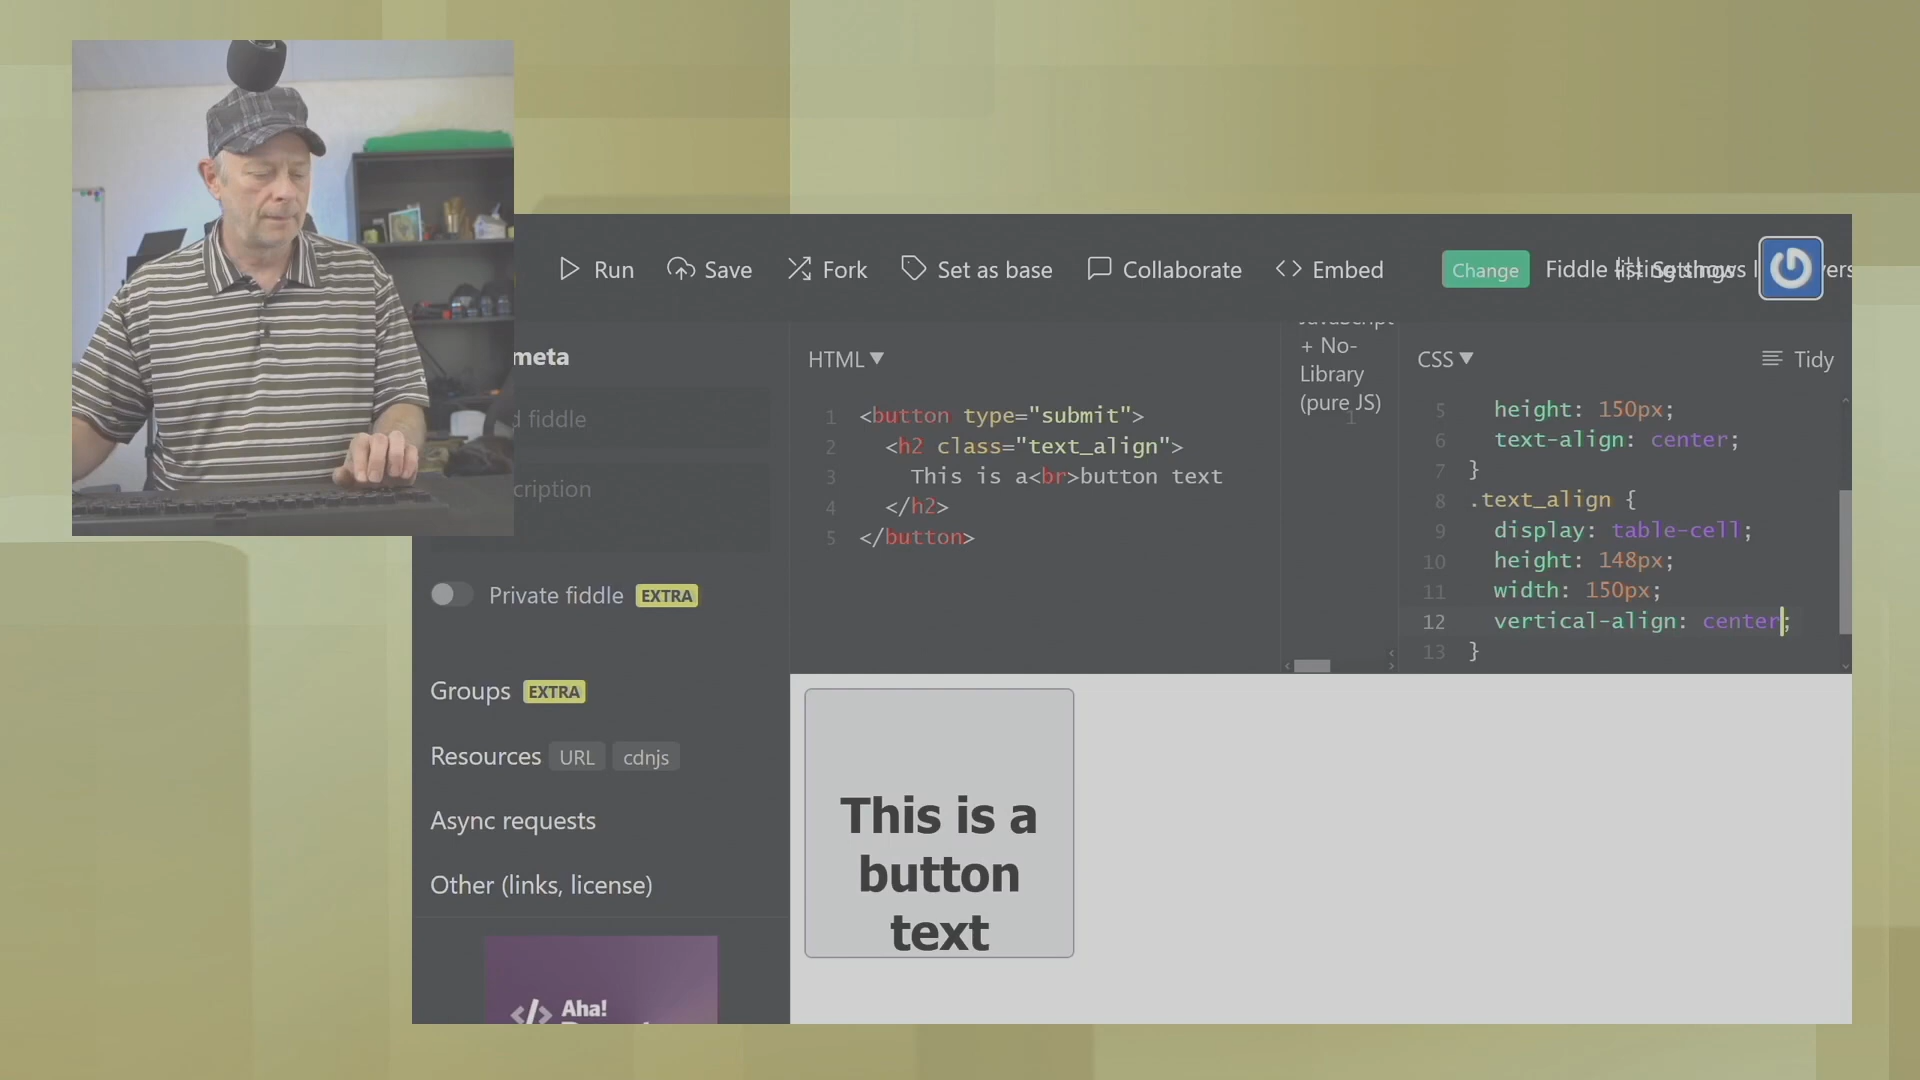 Run Save Fork Set as base Collaborate Embed Change Fiddle listing shows
meta
d fiddle
cription
Private fiddle EXTRA
Groups EXTRA
Resources URL cdnjs
Async requests
Other (links, license)
</> Aha!
HTML
1 <button type="submit">
2 <h2 class="text_align">
3 This is a<br>button text
4 </h2>
5 </button>
+ No-
Library
(pure JS)
1
CSS Tidy
5 height: 150px;
6 text-align: center;
7 }
8 .text_align {
9 display: table-cell;
10 height: 148px;
11 width: 150px;
12 vertical-align: center;
13 }
This is a
button
text